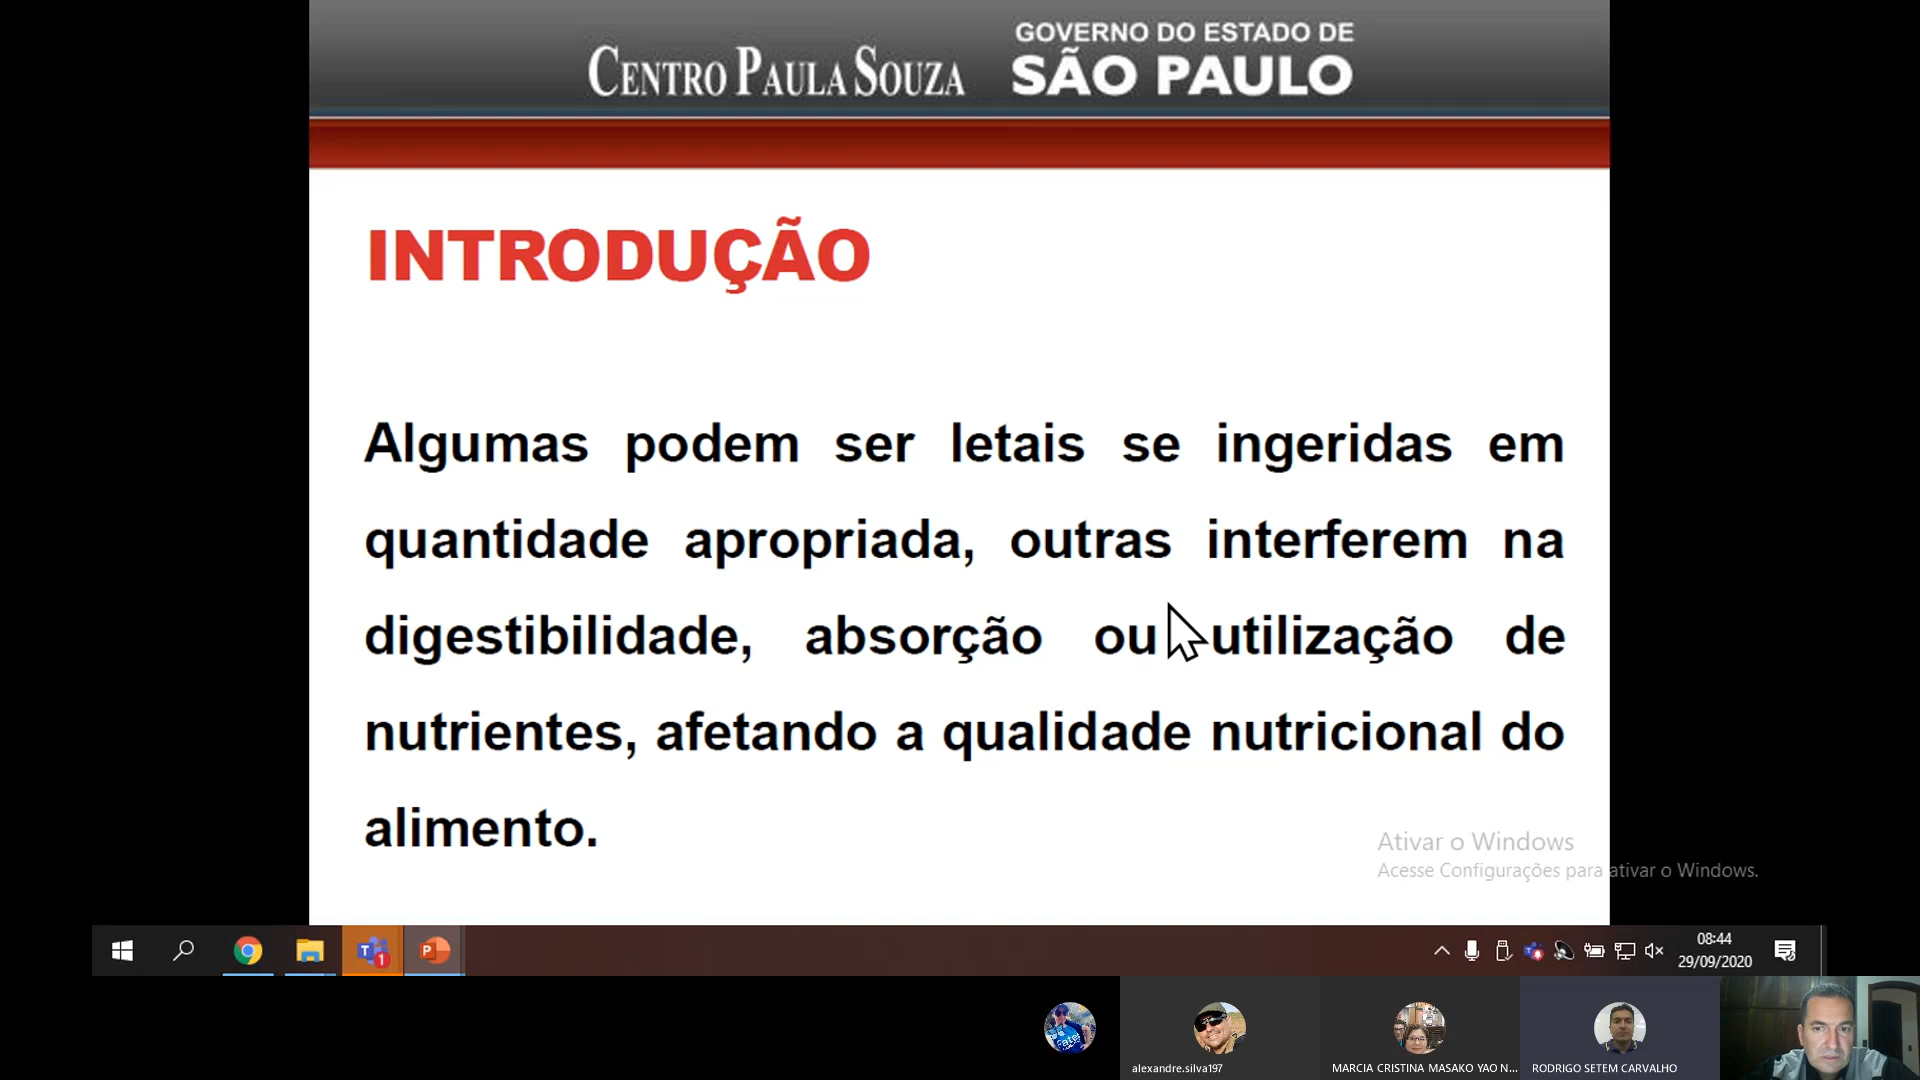 CENTRO PAULA SOUZA
GOVERNO DO ESTADO DE
SÃO PAULO
INTRODUÇÃO
Algumas podem ser letais se ingeridas em
quantidade apropriada, outras interferem na
digestibilidade, absorção ou utilização de
nutrientes, afetando a qualidade nutricional do
alimento.
Ativar o Windows
Acesse Configurações para ativar o Windows.
08:44
29/09/2020
alexandre.silva197
MARCIA CRISTINA MASAKO YAO N...
RODRIGO SETEM CARVALHO